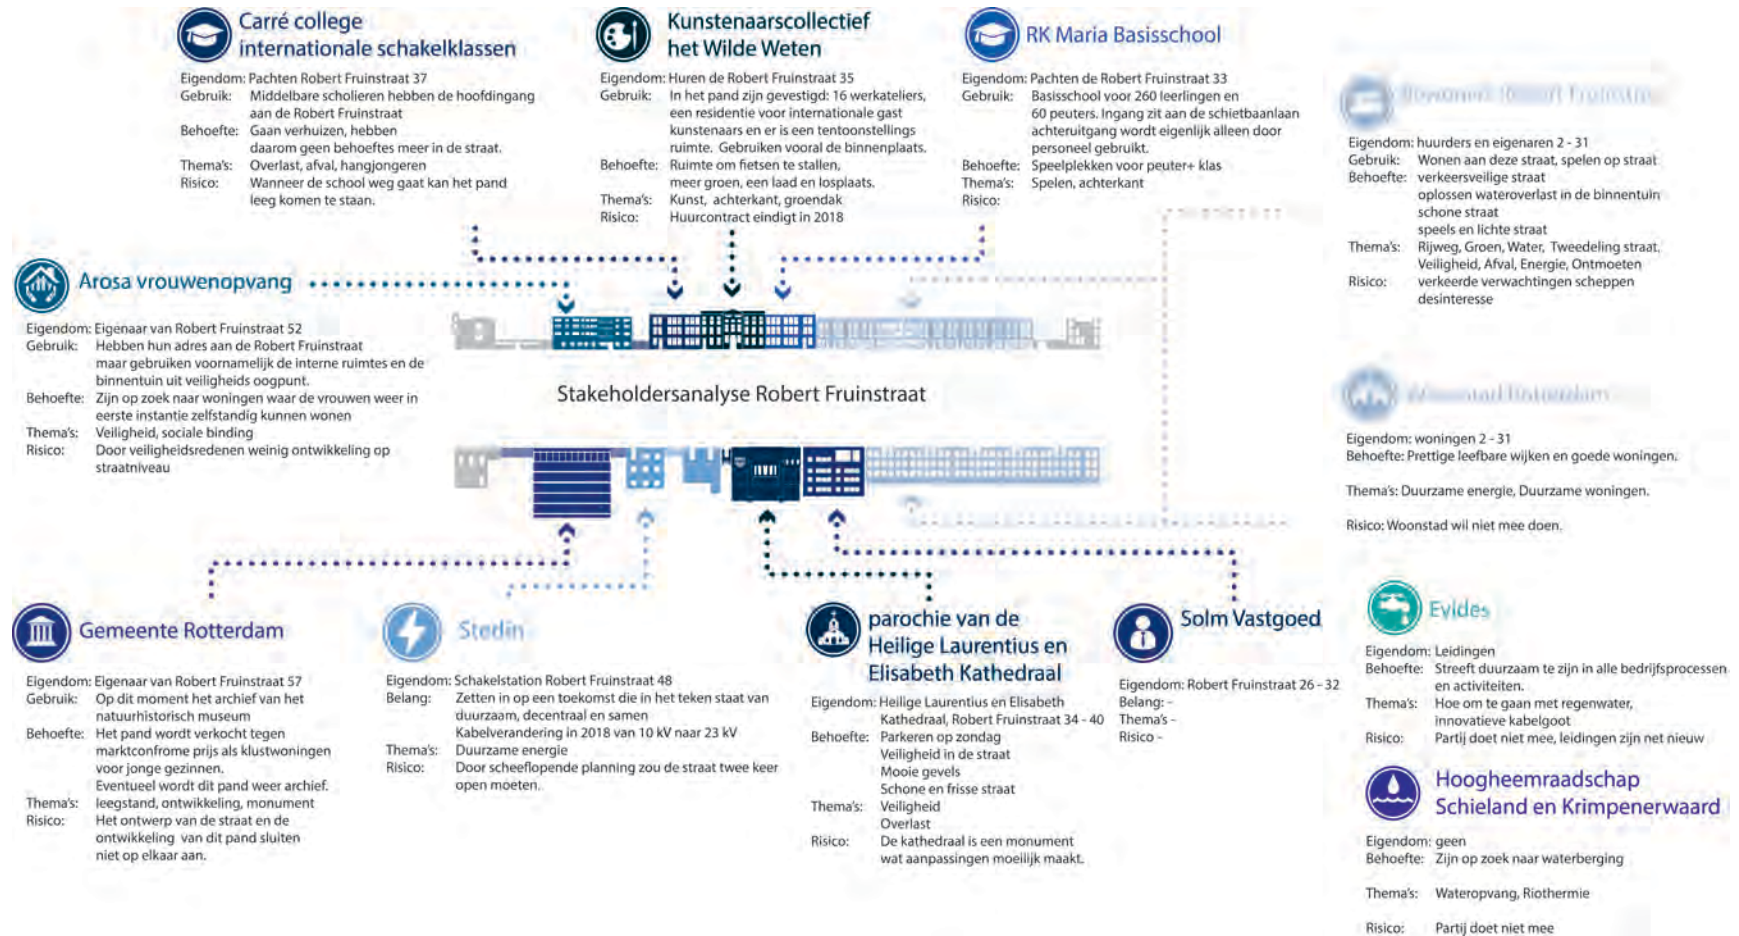 Carré college
internationale schakelklassen
Eigendom: Pachten Robert Fruinstraat 37
Gebruik: Middelbare scholieren hebben de hoofdingang
aan de Robert Fruinstraat
Behoefte: Gaan verhuizen, hebben
daarom geen behoeftes meer in de straat.
Thema's: Overlast, afval, hangjongeren
Risico: Wanneer de school weg gaat kan het pand
leeg komen te staan.
Kunstenaarscollectief
het Wilde Weten
Eigendom: Huren de Robert Fruinstraat 35
Gebruik: In het pand zijn gevestigd: 16 werkateliers,
een residentie voor internationale gast
kunstenaars en er is een tentoonstellings
ruimte. Gebruiken vooral de binnenplaats.
Behoefte: Ruimte om fietsen te stallen,
meer groen, een laad en losplaats.
Thema's: Kunst, achterkant, groendak
Risico: Huurcontract eindigt in 2018
RK Maria Basisschool
Eigendom: Pachten de Robert Fruinstraat 33
Gebruik: Basisschool voor 260 leerlingen en
60 peuters. Ingang zit aan de schietbaanlaan
achteruitgang wordt eigenlijk alleen door
personeel gebruikt.
Behoefte: Speelplekken voor peuter+ klas
Thema's: Spelen, achterkant
Risico:
Bewoners Robert Fruinstraat
Eigendom: huurders en eigenaren 2 - 31
Gebruik: Wonen aan deze straat, spelen op straat
Behoefte: verkeersveilige straat
oplossen wateroverlast in de binnentuin
schone straat
speels en lichte straat
Thema's: Rijweg, Groen, Water, Tweedeling straat,
Veiligheid, Afval, Energie, Ontmoeten
Risico: verkeerde verwachtingen scheppen
desinteresse
Arosa vrouwenopvang
Eigendom: Eigenaar van Robert Fruinstraat 52
Gebruik: Hebben hun adres aan de Robert Fruinstraat
maar gebruiken voornamelijk de interne ruimtes en de
binnentuin uit veiligheids oogpunt.
Behoefte: Zijn op zoek naar woningen waar de vrouwen weer in
eerste instantie zelfstandig kunnen wonen
Thema's: Veiligheid, sociale binding
Risico: Door veiligheidsredenen weinig ontwikkeling op
straatniveau
Stakeholdersanalyse Robert Fruinstraat
Woonstad Rotterdam
Eigendom: woningen 2 - 31
Behoefte: Prettige leefbare wijken en goede woningen.
Thema's: Duurzame energie, Duurzame woningen.
Risico: Woonstad wil niet mee doen.
Gemeente Rotterdam
Eigendom: Eigenaar van Robert Fruinstraat 57
Gebruik: Op dit moment het archief van het
natuurhistorisch museum
Behoefte: Het pand wordt verkocht tegen
marktconfrome prijs als klustwoningen
voor jonge gezinnen.
Eventueel wordt dit pand weer archief.
Thema's: leegstand, ontwikkeling, monument
Risico: Het ontwerp van de straat en de
ontwikkeling van dit pand sluiten
niet op elkaar aan.
Stedin
Eigendom: Schakelstation Robert Fruinstraat 48
Belang: Zetten in op een toekomst die in het teken staat van
duurzaam, decentraal en samen
Kabelverandering in 2018 van 10 kV naar 23 kV
Thema's: Duurzame energie
Risico: Door scheeflopende planning zou de straat twee keer
open moeten.
parochie van de
Heilige Laurentius en
Elisabeth Kathedraal
Eigendom: Heilige Laurentius en Elisabeth
Kathedraal, Robert Fruinstraat 34 - 40
Behoefte: Parkeren op zondag
Veiligheid in de straat
Mooie gevels
Schone en frisse straat
Thema's: Veiligheid
Overlast
Risico: De kathedraal is een monument
wat aanpassingen moeilijk maakt.
Solm Vastgoed
Eigendom: Robert Fruinstraat 26 - 32
Belang: -
Thema's -
Risico -
Evides
Eigendom: Leidingen
Behoefte: Streeft duurzaam te zijn in alle bedrijfsprocessen
en activiteiten.
Thema's: Hoe om te gaan met regenwater,
innovatieve kabelgoot
Risico: Partij doet niet mee, leidingen zijn net nieuw
Hoogheemraadschap
Schieland en Krimpenerwaard
Eigendom: geen
Behoefte: Zijn op zoek naar waterberging
Thema's: Wateropvang, Riothermie
Risico: Partij doet niet mee